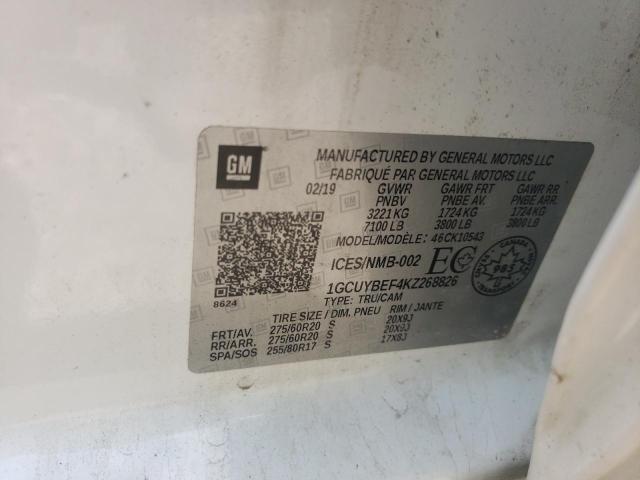 GM
MANUFACTURED BY GENERAL MOTORS LLC
FABRIQUÉ PAR GENERAL MOTORS LLC
02/19 GVWR GAWR FRT GAWR RR
PNBV PNBE AV. PNBE ARR.
3221 KG 1724 KG 1724 KG
7100 LB 3800 LB 3800 LB
MODEL/MODÈLE: 46CK10543
ICES/NMB-002 EC 985
1GCUYBEF4KZ268826
8624 TYPE: TRU/CAM
TIRE SIZE / DIM. PNEU RIM / JANTE
FRT/AV. 275/60R20 S 20X9J
RR/ARR. 275/60R20 S 20X9J
SPA/SOS 255/80R17 S 17X8J